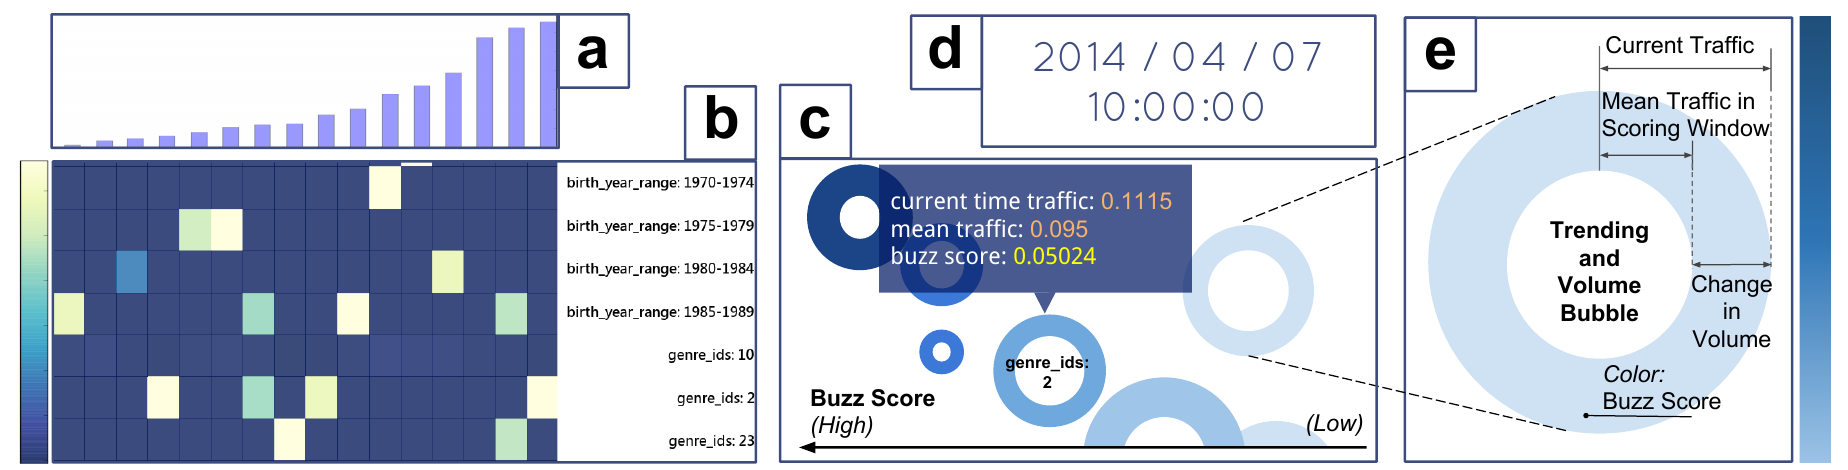 a
b
birth_year_range: 1970-1974
birth_year_range: 1975-1979
birth_year_range: 1980-1984
birth_year_range: 1985-1989
genre_ids: 10
genre_ids: 2
genre_ids: 23
c
current time traffic: 0.1115
mean traffic: 0.095
buzz score: 0.05024
genre_ids:
2
Buzz Score
(High)
(Low)
d
2014 / 04 / 07
10:00:00
e
Current Traffic
Mean Traffic in
Scoring Window
Trending
and
Volume
Bubble
Change
in
Volume
Color:
Buzz Score